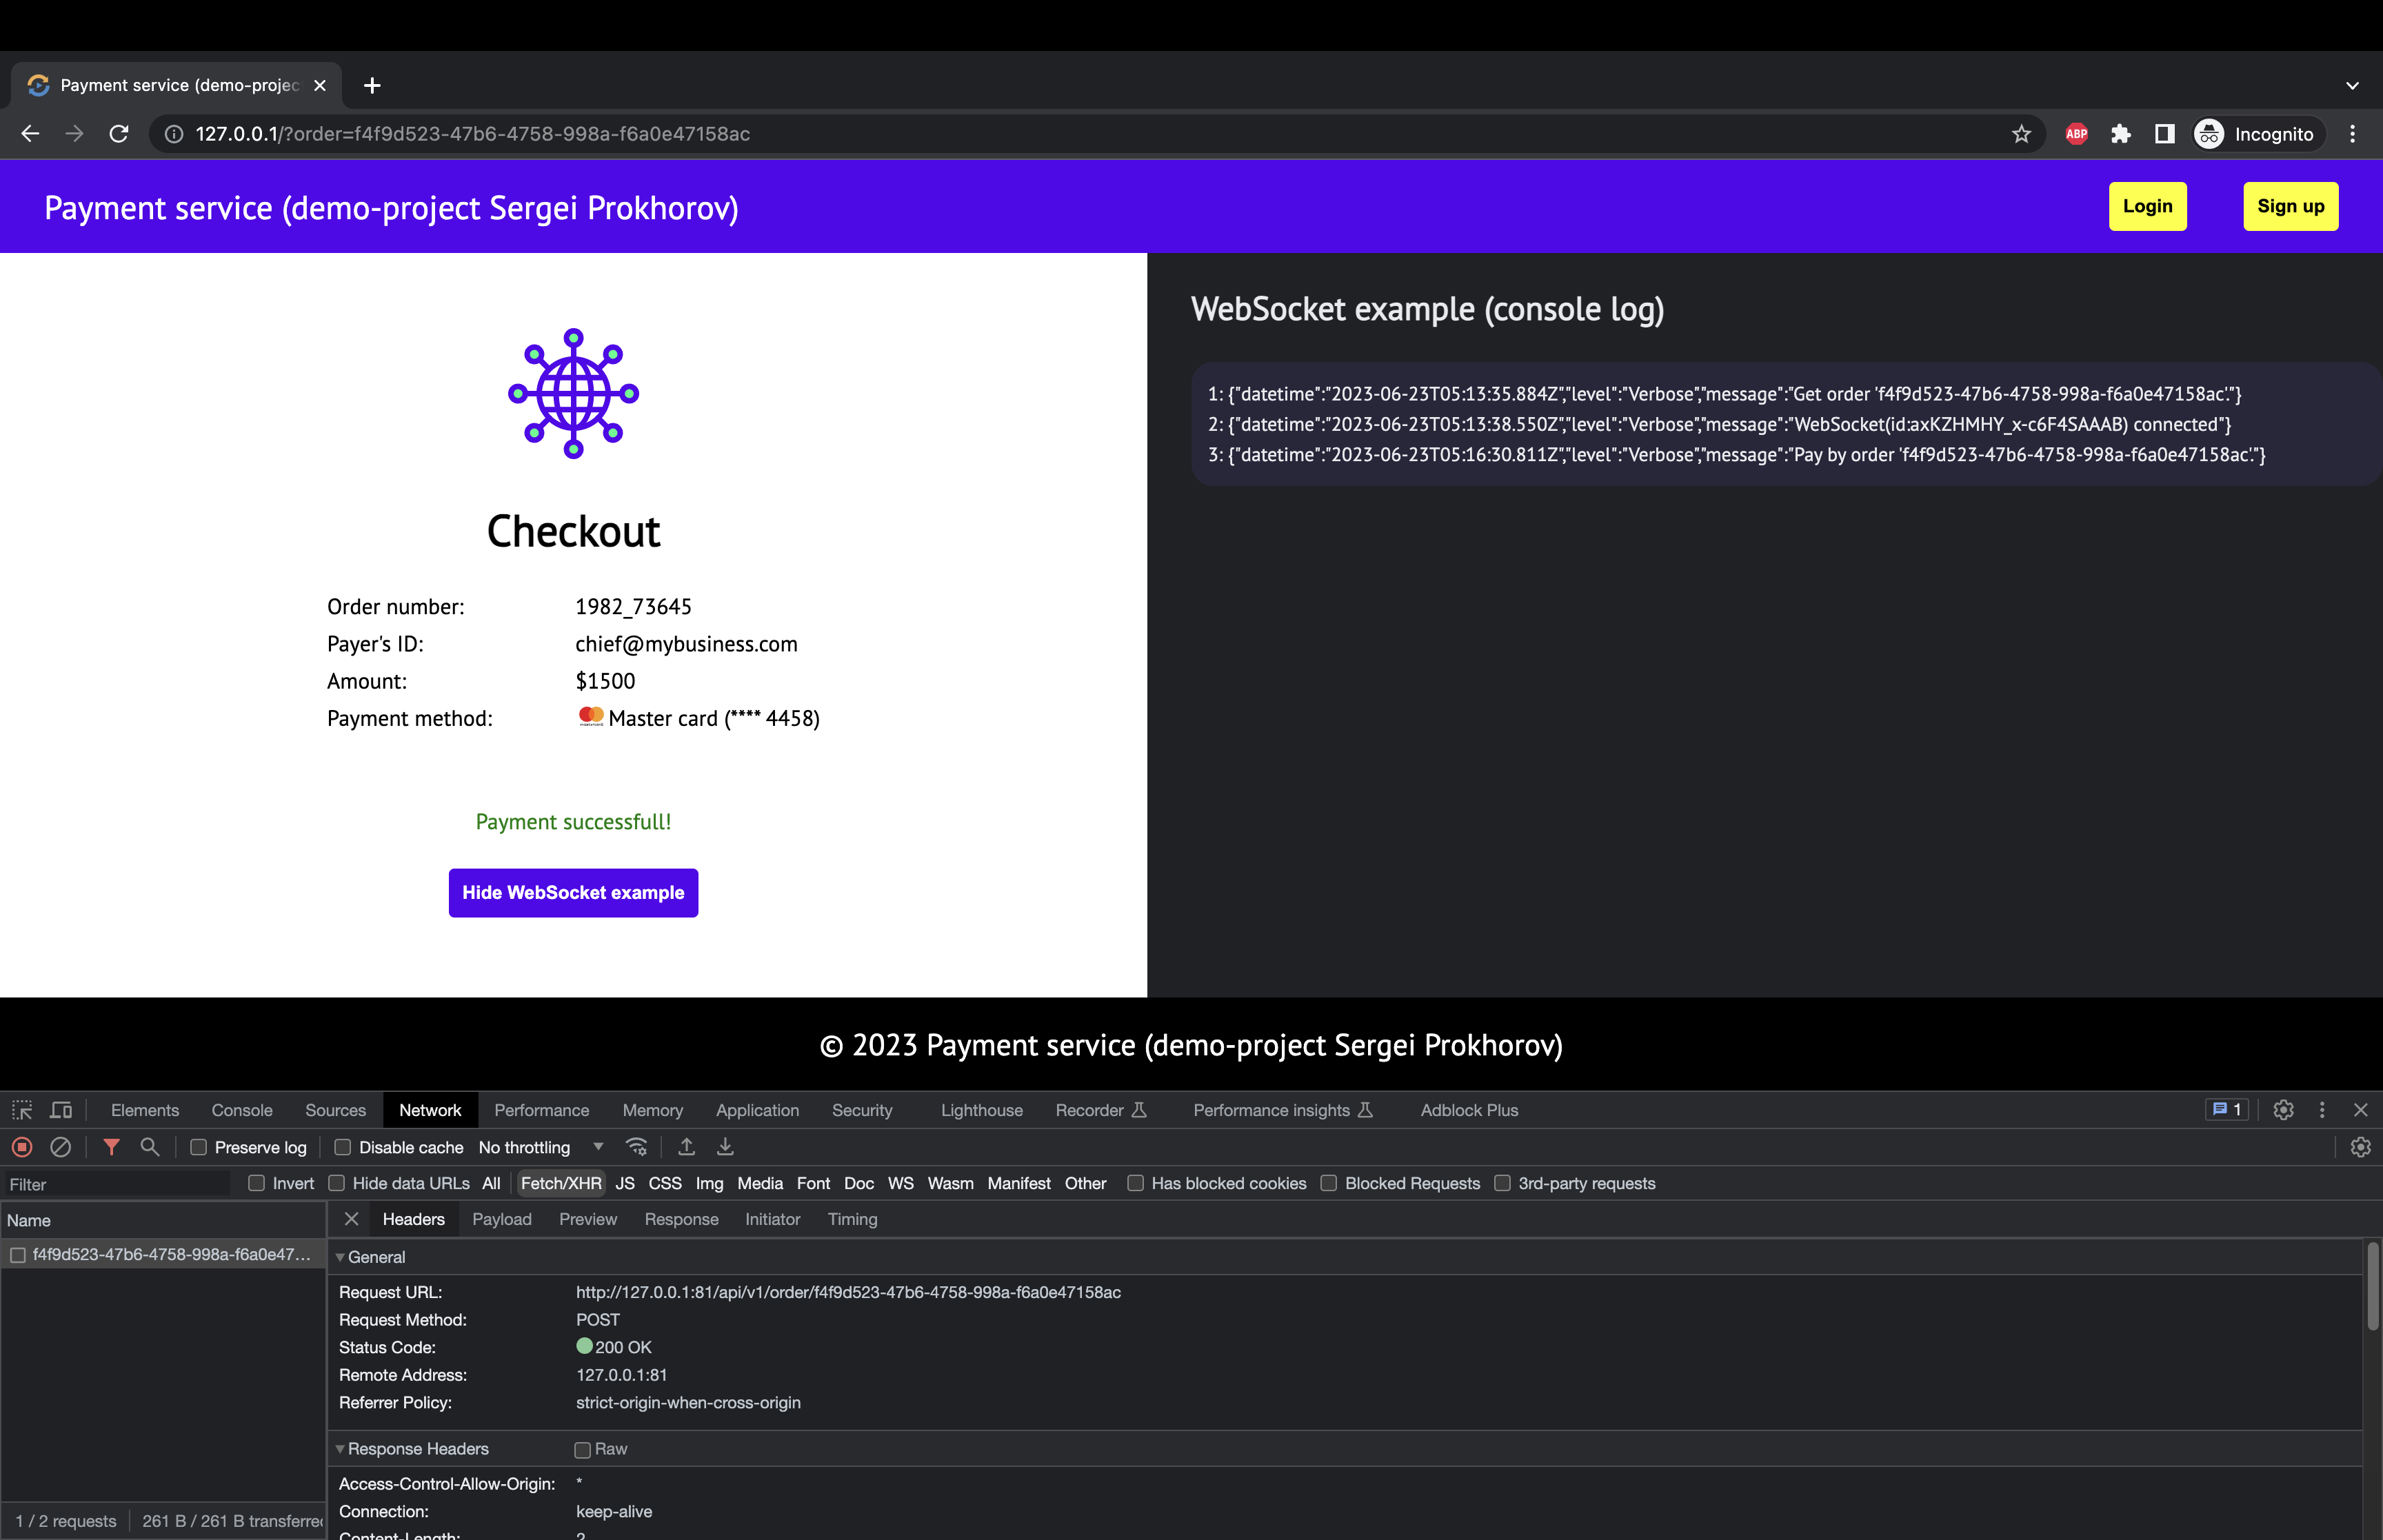 Payment service (demo-projec
127.0.0.1/?order=f4f9d523-47b6-4758-998a-f6a0e47158ac
ABP
Incognito
Payment service (demo-project Sergei Prokhorov)
Login
Sign up
WebSocket example (console log)
1: {"datetime":"2023-06-23T05:13:35.884Z","level":"Verbose","message":"Get order 'f4f9d523-47b6-4758-998a-f6a0e47158ac'."}
2: {"datetime":"2023-06-23T05:13:38.550Z","level":"Verbose","message":"WebSocket(id:axKZHMHY_x-c6F4SAAAB) connected"}
3: {"datetime":"2023-06-23T05:16:30.811Z","level":"Verbose","message":"Pay by order 'f4f9d523-47b6-4758-998a-f6a0e47158ac'."}
Checkout
Order number: 1982_73645
Payer's ID: chief@mybusiness.com
Amount: $1500
Payment method: Master card (**** 4458)
Payment successfull!
Hide WebSocket example
© 2023 Payment service (demo-project Sergei Prokhorov)
Elements Console Sources Network Performance Memory Application Security Lighthouse Recorder Performance insights Adblock Plus 1
Preserve log Disable cache No throttling
Filter Invert Hide data URLs All Fetch/XHR JS CSS Img Media Font Doc WS Wasm Manifest Other Has blocked cookies Blocked Requests 3rd-party requests
Name
Headers Payload Preview Response Initiator Timing
f4f9d523-47b6-4758-998a-f6a0e47...
General
Request URL: http://127.0.0.1:81/api/v1/order/f4f9d523-47b6-4758-998a-f6a0e47158ac
Request Method: POST
Status Code: 200 OK
Remote Address: 127.0.0.1:81
Referrer Policy: strict-origin-when-cross-origin
Response Headers Raw
Access-Control-Allow-Origin: *
Connection: keep-alive
Content-Length: 2
1 / 2 requests 261 B / 261 B transferred